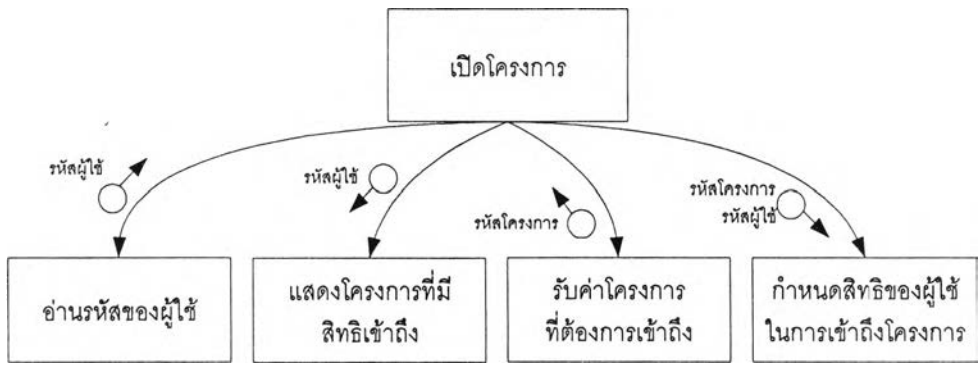 เปิดโครงการ
รหัสผู้ใช้
รหัสผู้ใช้
รหัสโครงการ
รหัสโครงการ
รหัสผู้ใช้
อ่านรหัสของผู้ใช้
แสดงโครงการที่มี
สิทธิเข้าถึง
รับค่าโครงการ
ที่ต้องการเข้าถึง
กำหนดสิทธิของผู้ใช้
ในการเข้าถึงโครงการ